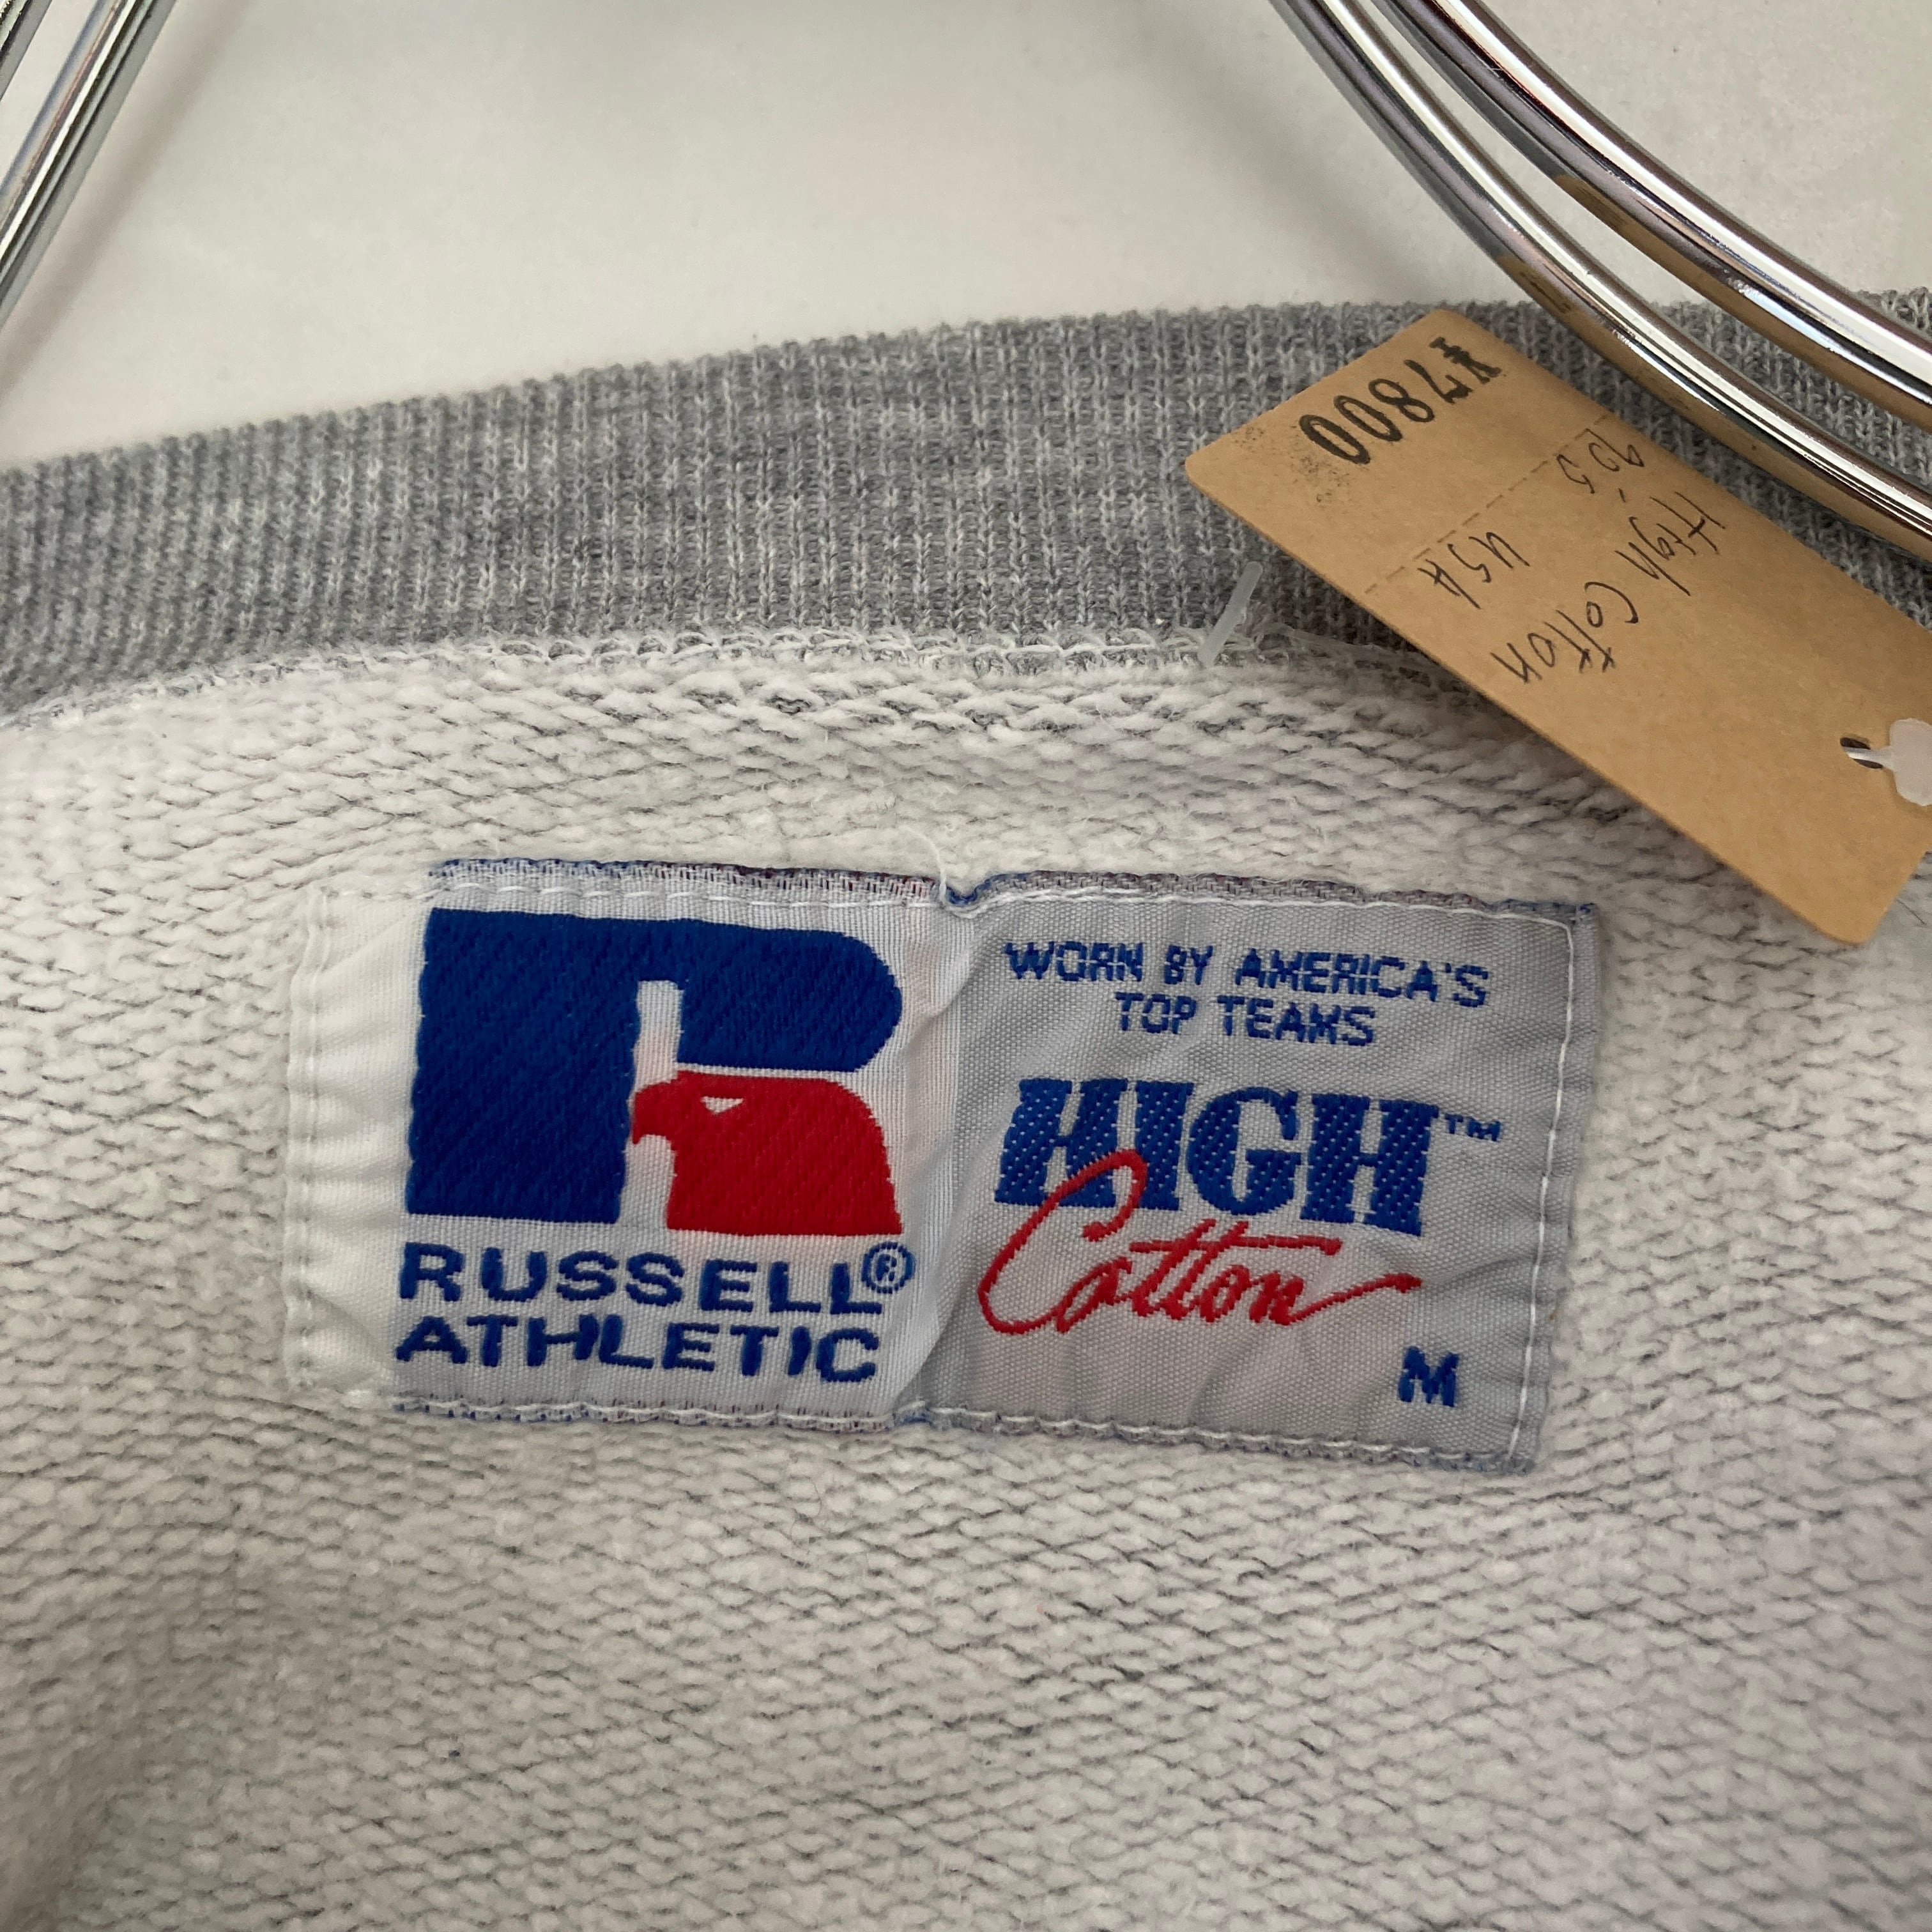 ¥7800
90's
High Cotton
USA
RUSSELL®
ATHLETIC
WORN BY AMERICA'S
TOP TEAMS
HIGH™
Cotton
M